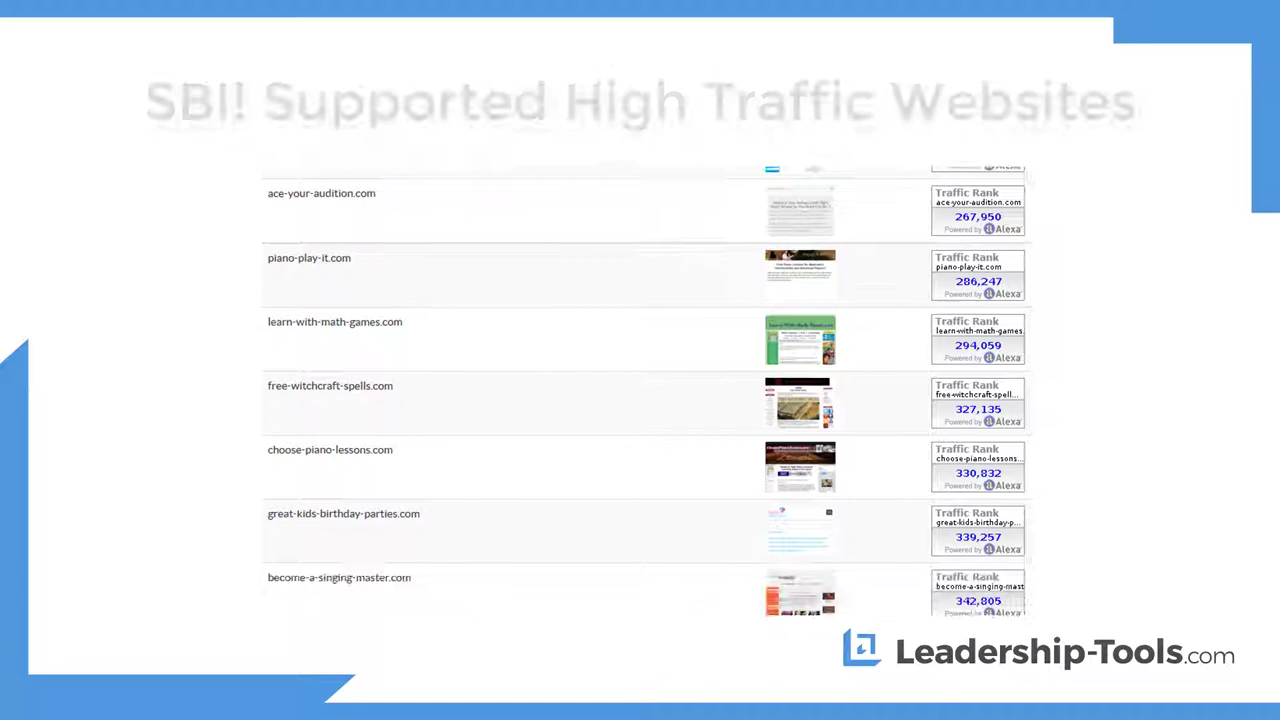 SBI! Supported High Traffic Websites
ace-your-audition.com
Traffic Rank
ace-your-audition.com
267,950
Powered by Alexa
piano-play-it.com
Traffic Rank
piano-play-it.com
286,247
Powered by Alexa
learn-with-math-games.com
Traffic Rank
learn-with-math-games.
294,059
Powered by Alexa
free-witchcraft-spells.com
Traffic Rank
free-witchcraft-spell...
327,135
Powered by Alexa
choose-piano-lessons.com
Traffic Rank
choose-piano-lessons...
330,832
Powered by Alexa
great-kids-birthday-parties.com
Traffic Rank
great-kids-birthday-p...
339,257
Powered by Alexa
become-a-singing-master.com
Traffic Rank
become-a-singing-mast
342,805
Powered by Alexa
Leadership-Tools.com